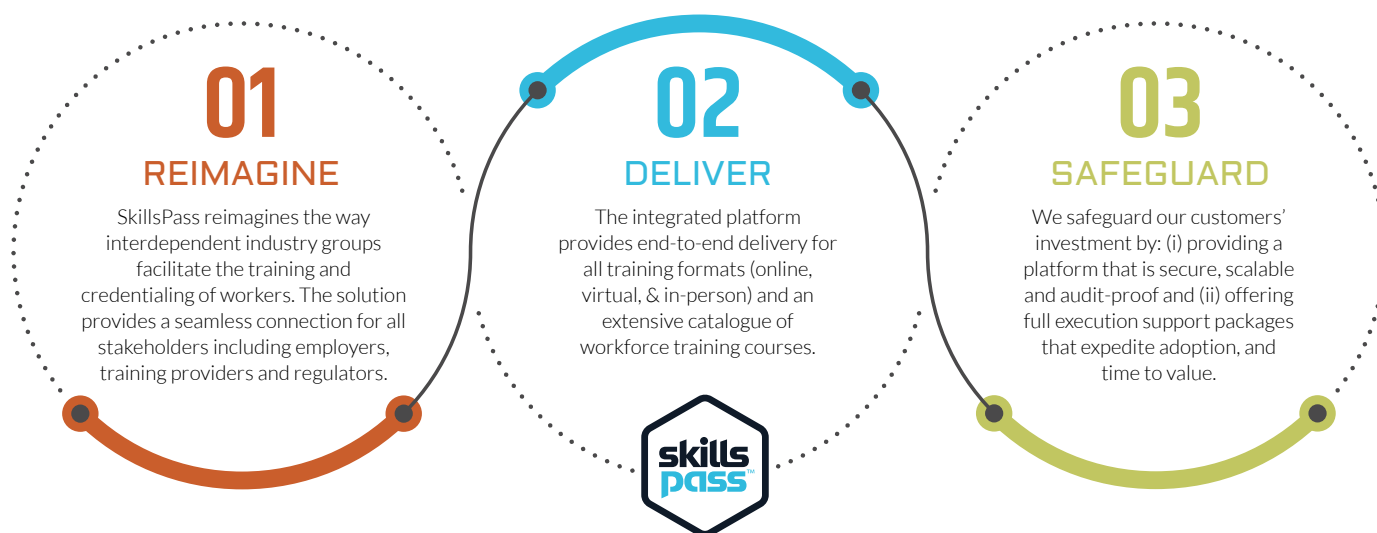 01
REIMAGINE
SkillsPass reimagines the way
interdependent industry groups
facilitate the training and
credentialing of workers. The solution
provides a seamless connection for all
stakeholders including employers,
training providers and regulators.
02
DELIVER
The integrated platform
provides end-to-end delivery for
all training formats (online,
virtual, & in-person) and an
extensive catalogue of
workforce training courses.
skills
pass™
03
SAFEGUARD
We safeguard our customers’
investment by: (i) providing a
platform that is secure, scalable
and audit-proof and (ii) offering
full execution support packages
that expedite adoption, and
time to value.